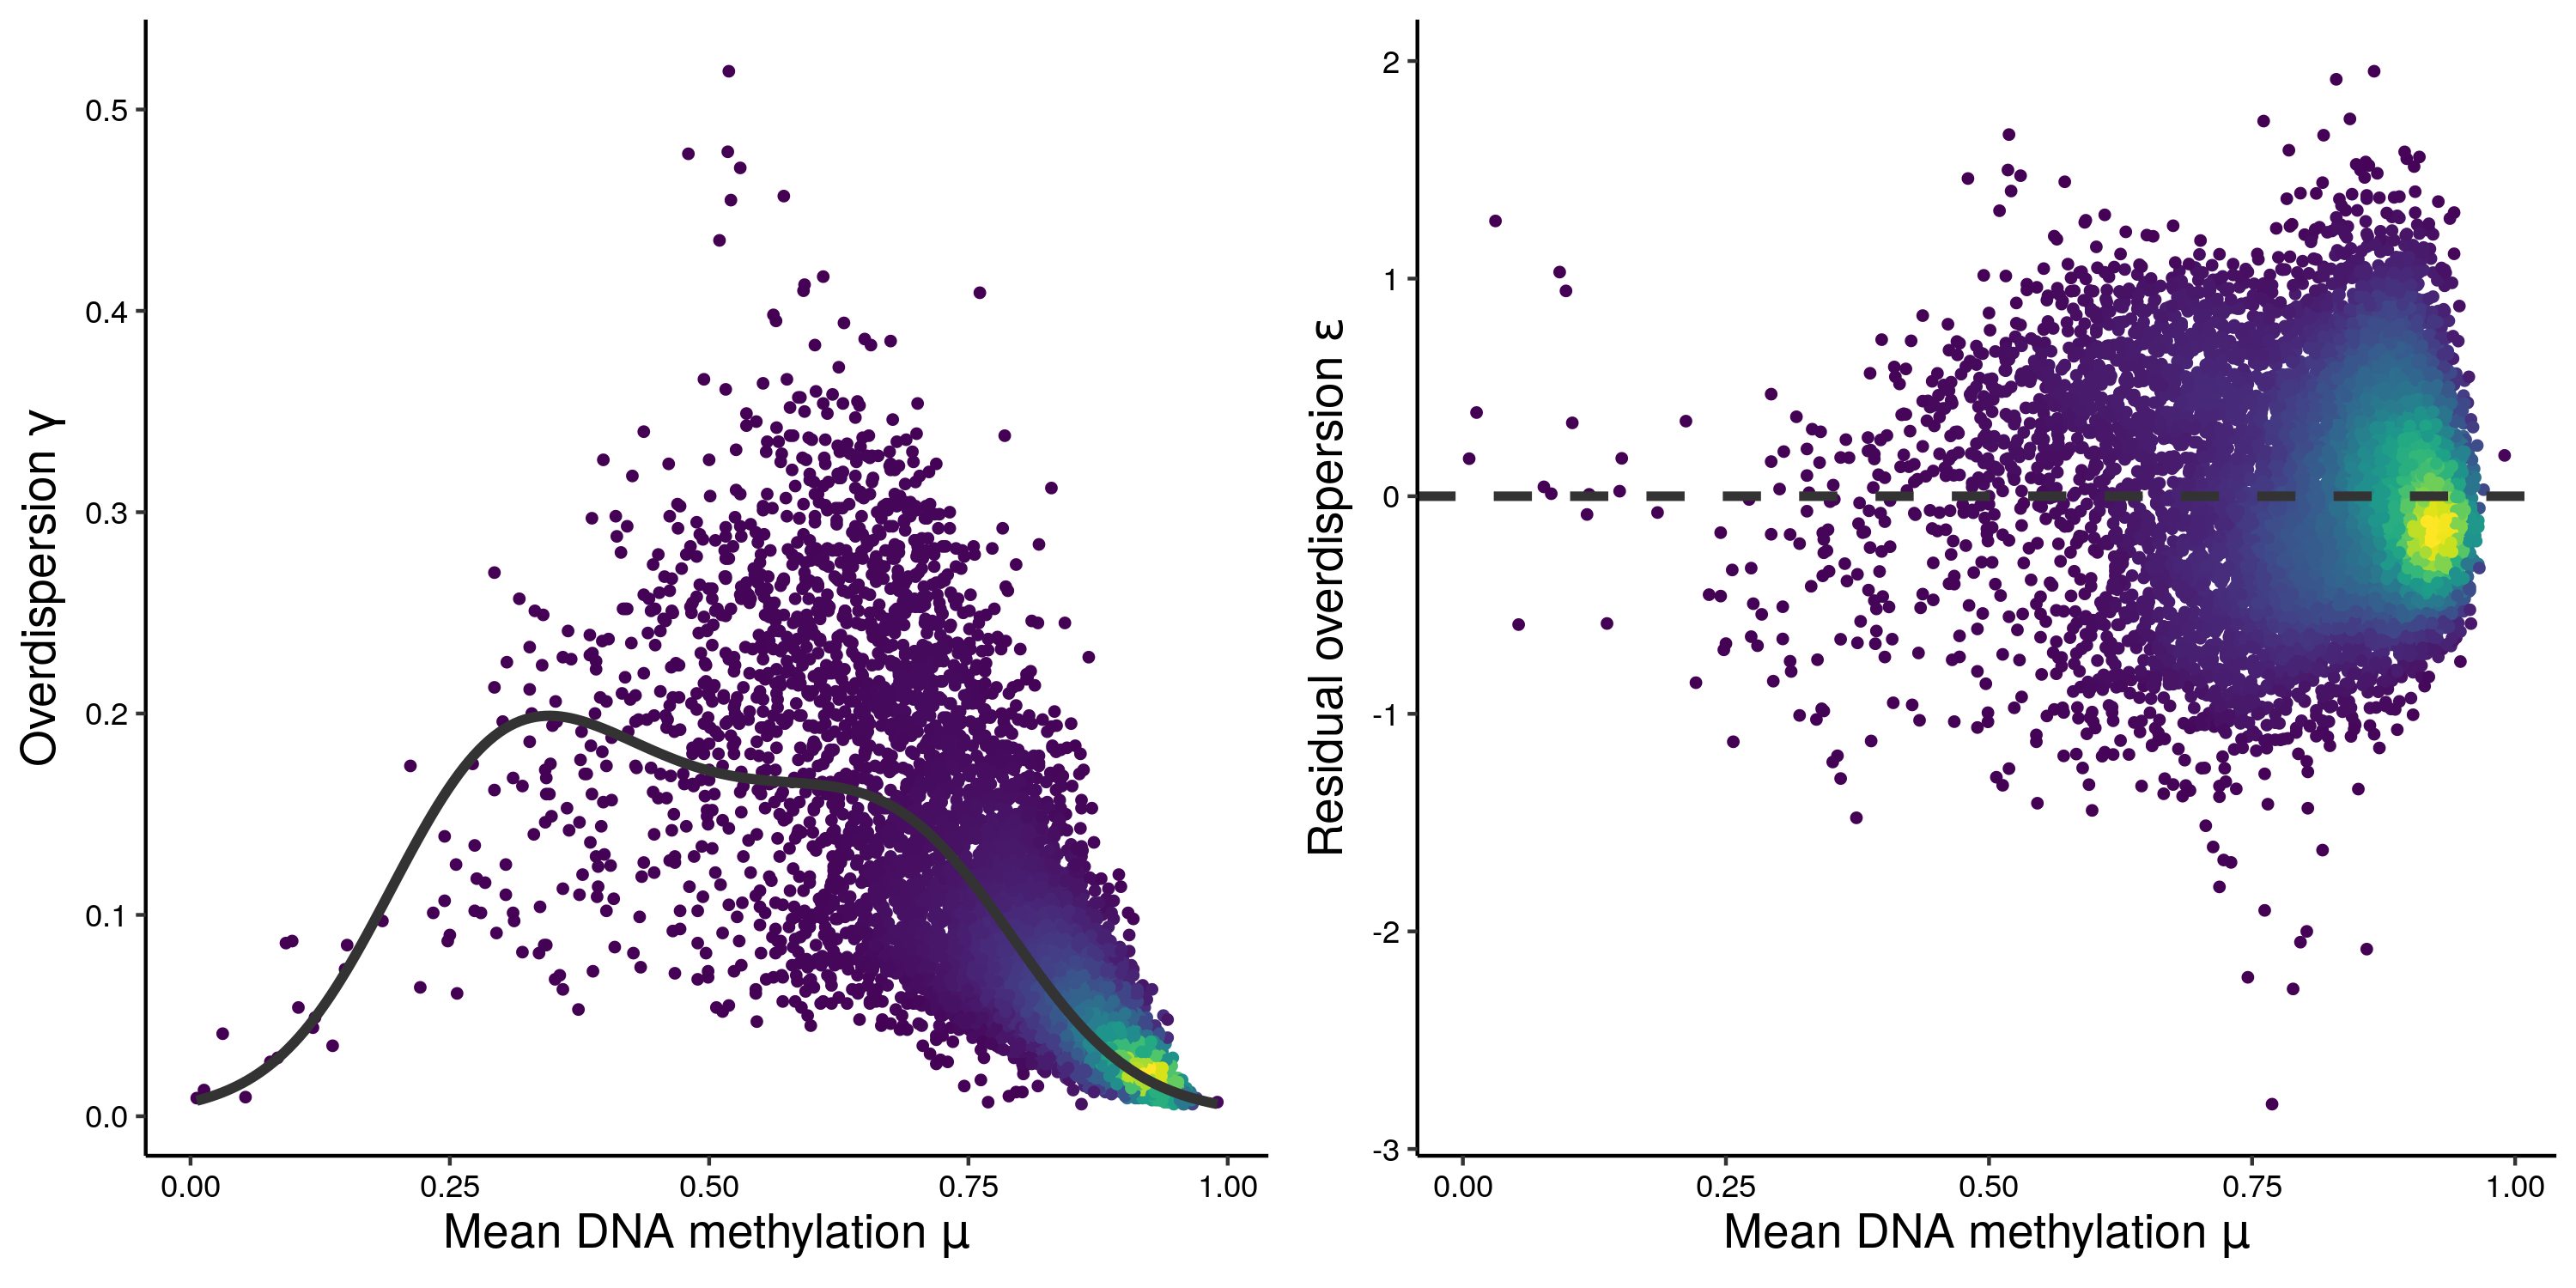 Overdispersion γ
0.5
0.4
0.3
0.2
0.1
0.0
0.00 0.25 0.50 0.75 1.00
Mean DNA methylation μ
Residual overdispersion ε
2
1
0
-1
-2
-3
0.00 0.25 0.50 0.75 1.00
Mean DNA methylation μ